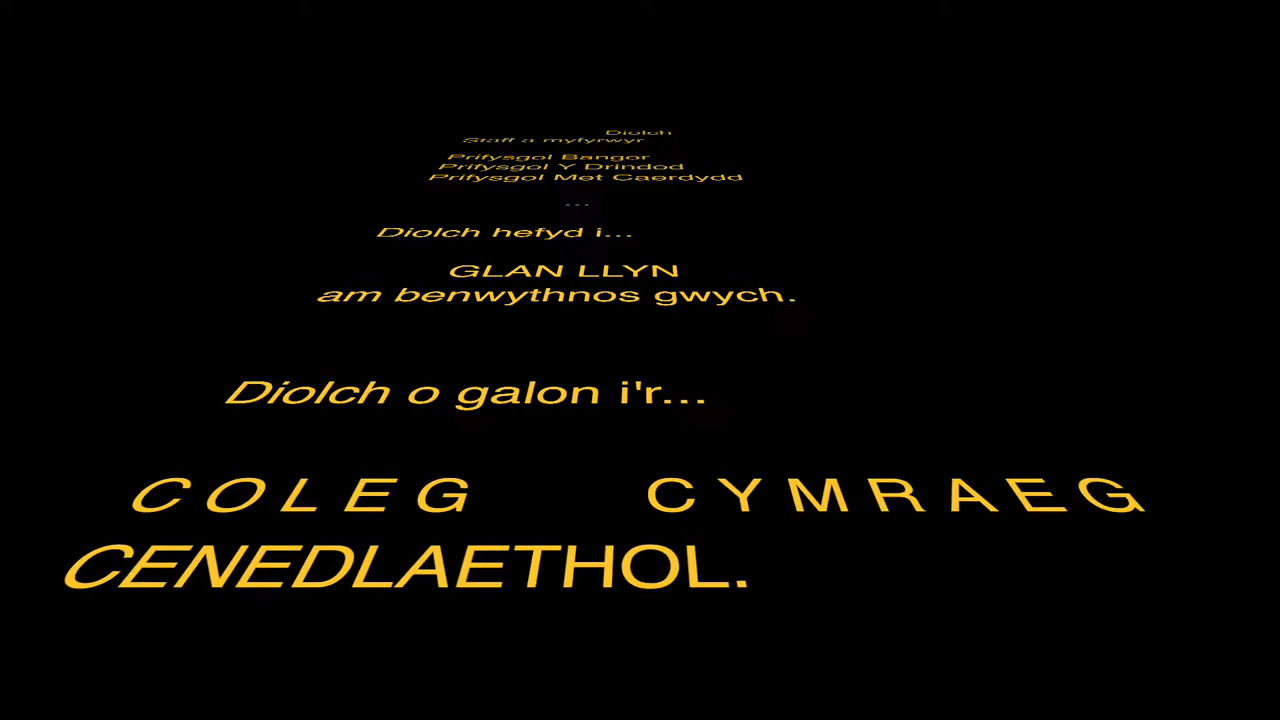 Diolch
Staff a myfyrwyr
Prifysgol Bangor
Prifysgol Y Drindod
Prifysgol Met Caerdydd
...
Diolch hefyd i...
GLAN LLYN
am benwythnos gwych.
Diolch o galon i'r...
COLEG CYMRAEG
CENEDLAETHOL.